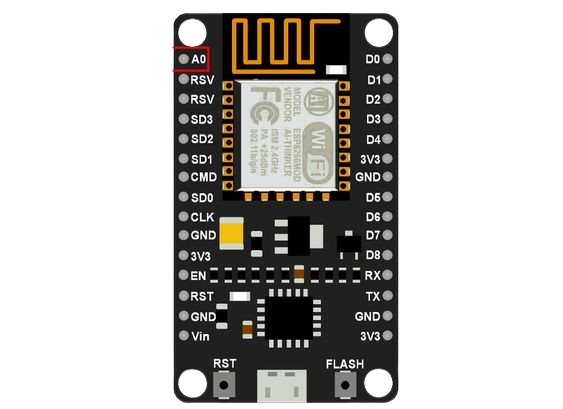 A0
RSV
RSV
SD3
SD2
SD1
CMD
SD0
CLK
GND
3V3
EN
RST
GND
Vin
D0
D1
D2
D3
D4
3V3
GND
D5
D6
D7
D8
RX
TX
GND
3V3
MODEL ESP8266MOD
VENDOR AI-THINKER
ISM 2.4GHz
PA +25dBm
802.11b/g/n
FC
AI
WiFi
RST
FLASH